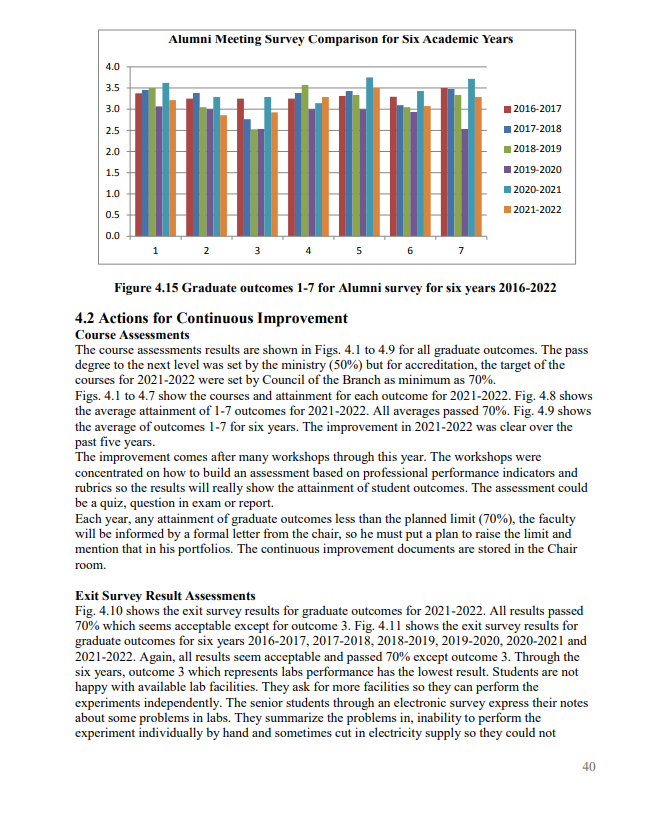 Alumni Meeting Survey Comparison for Six Academic Years
4.0
3.5
3.0
2.5
2.0
1.5
1.0
0.5
0.0
1 2 3 4 5 6 7
2016-2017
2017-2018
2018-2019
2019-2020
2020-2021
2021-2022
Figure 4.15 Graduate outcomes 1-7 for Alumni survey for six years 2016-2022
4.2 Actions for Continuous Improvement
Course Assessments
The course assessments results are shown in Figs. 4.1 to 4.9 for all graduate outcomes. The pass
degree to the next level was set by the ministry (50%) but for accreditation, the target of the
courses for 2021-2022 were set by Council of the Branch as minimum as 70%.
Figs. 4.1 to 4.7 show the courses and attainment for each outcome for 2021-2022. Fig. 4.8 shows
the average attainment of 1-7 outcomes for 2021-2022. All averages passed 70%. Fig. 4.9 shows
the average of outcomes 1-7 for six years. The improvement in 2021-2022 was clear over the
past five years.
The improvement comes after many workshops through this year. The workshops were
concentrated on how to build an assessment based on professional performance indicators and
rubrics so the results will really show the attainment of student outcomes. The assessment could
be a quiz, question in exam or report.
Each year, any attainment of graduate outcomes less than the planned limit (70%), the faculty
will be informed by a formal letter from the chair, so he must put a plan to raise the limit and
mention that in his portfolios. The continuous improvement documents are stored in the Chair
room.
Exit Survey Result Assessments
Fig. 4.10 shows the exit survey results for graduate outcomes for 2021-2022. All results passed
70% which seems acceptable except for outcome 3. Fig. 4.11 shows the exit survey results for
graduate outcomes for six years 2016-2017, 2017-2018, 2018-2019, 2019-2020, 2020-2021 and
2021-2022. Again, all results seem acceptable and passed 70% except outcome 3. Through the
six years, outcome 3 which represents labs performance has the lowest result. Students are not
happy with available lab facilities. They ask for more facilities so they can perform the
experiments independently. The senior students through an electronic survey express their notes
about some problems in labs. They summarize the problems in, inability to perform the
experiment individually by hand and sometimes cut in electricity supply so they could not
40